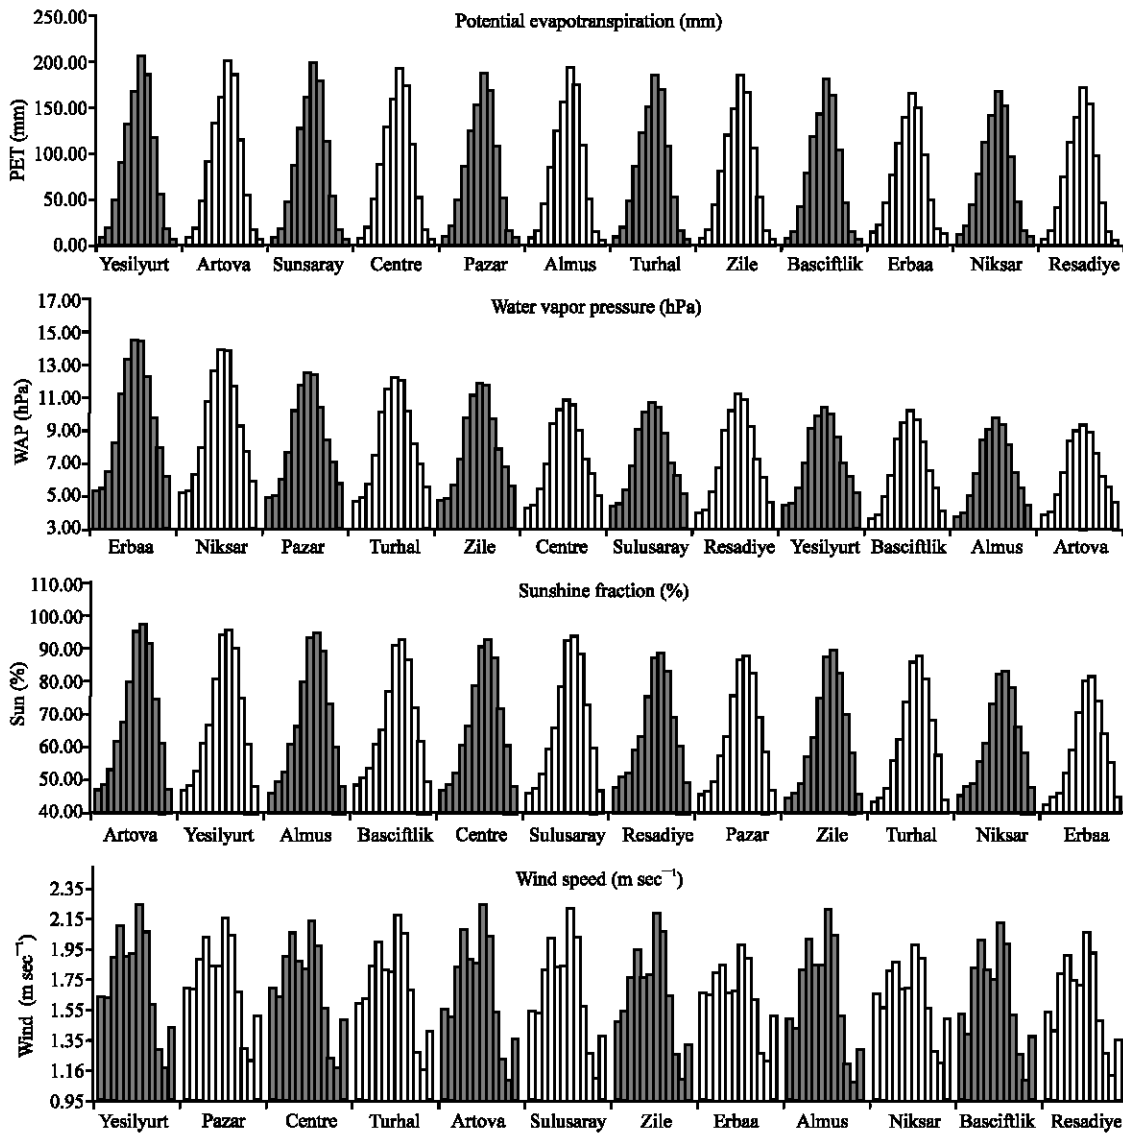 Potential evapotranspiration (mm)
PET (mm)
250.00
200.00
150.00
100.00
50.00
0.00
Yesilyurt Artova Sunsaray Centre Pazar Almus Turhal Zile Basciftlik Erbaa Niksar Resadiye
Water vapor pressure (hPa)
WAP (hPa)
17.00
15.00
13.00
11.00
9.00
7.00
5.00
3.00
Erbaa Niksar Pazar Turhal Zile Centre Sulusaray Resadiye Yesilyurt Basciftlik Almus Artova
Sunshine fraction (%)
Sun (%)
110.00
100.00
90.00
80.00
70.00
60.00
50.00
40.00
Artova Yesilyurt Almus Basciftlik Centre Sulusaray Resadiye Pazar Zile Turhal Niksar Erbaa
Wind speed (m sec⁻¹)
Wind (m sec⁻¹)
2.35
2.15
1.95
1.75
1.55
1.35
1.16
0.95
Yesilyurt Pazar Centre Turhal Artova Sulusaray Zile Erbaa Almus Niksar Basciftlik Resadiye